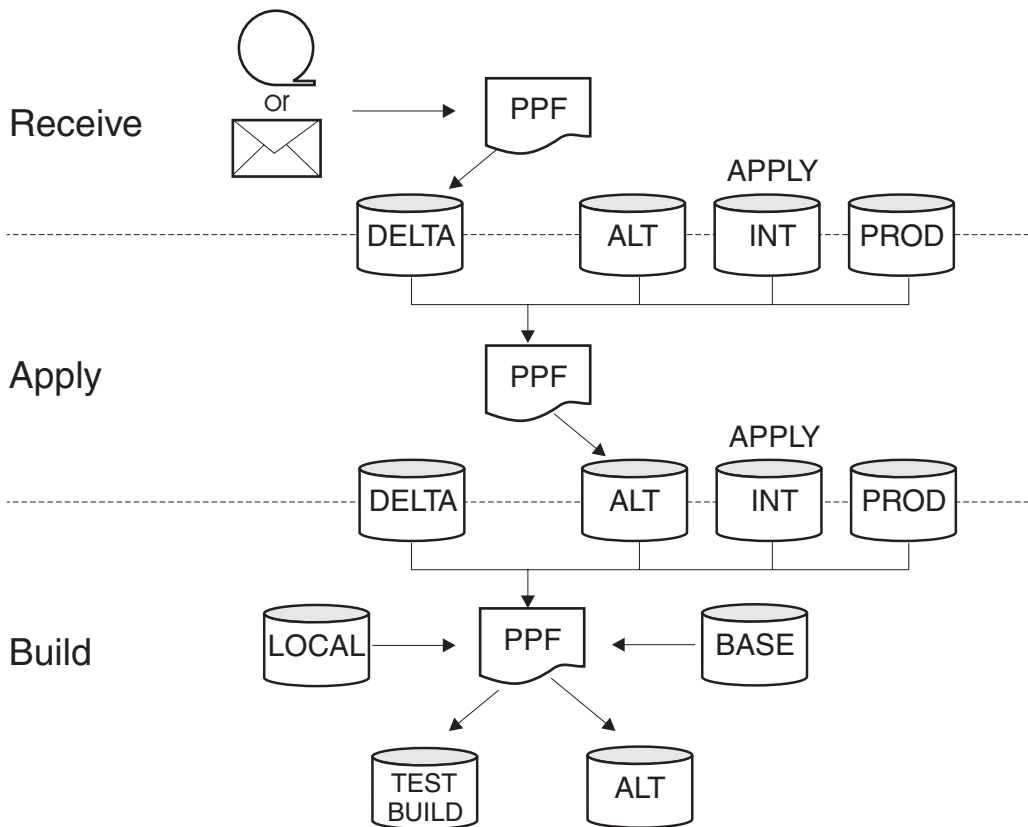 or
Receive
PPF
APPLY
DELTA
ALT
INT
PROD
Apply
PPF
APPLY
DELTA
ALT
INT
PROD
Build
LOCAL
PPF
BASE
TEST
BUILD
ALT